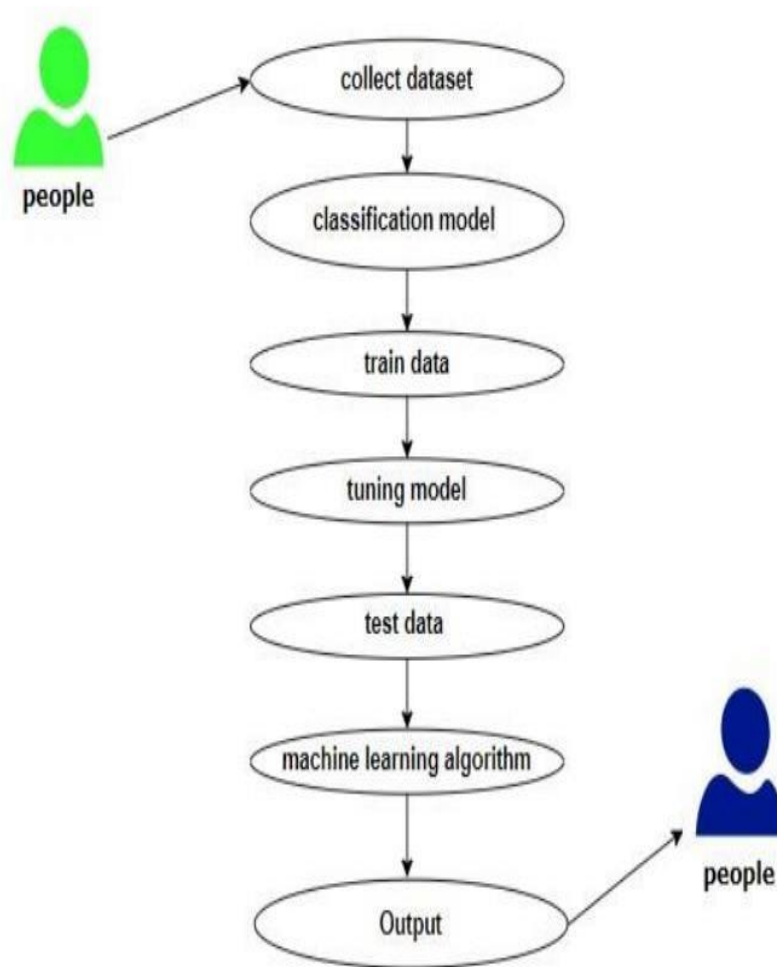 collect dataset
people
classification model
train data
tuning model
test data
machine learning algorithm
people
Output